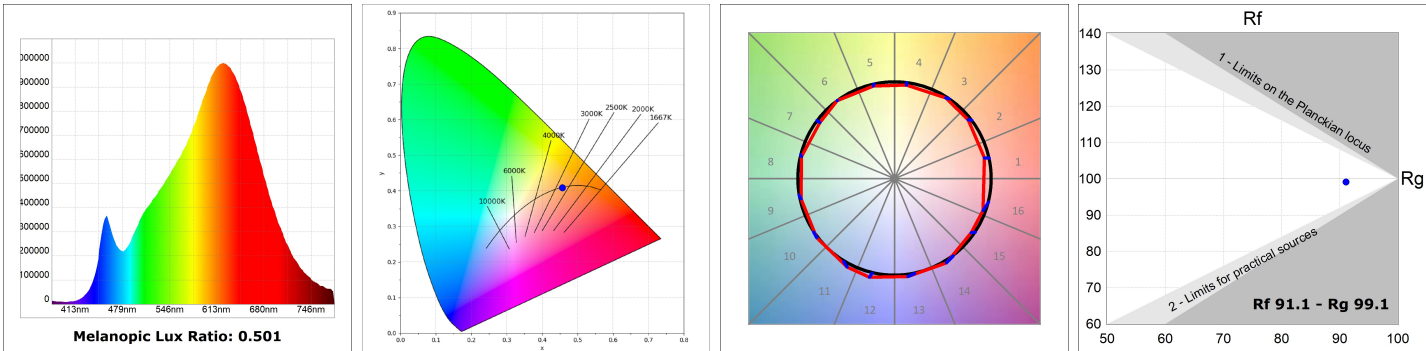 000000
900000
800000
700000
600000
500000
400000
300000
200000
100000
0
413nm 479nm 546nm 613nm 680nm 746nm
Melanopic Lux Ratio: 0.501
0.9
0.8
0.7
0.6
0.5
0.4
0.3
0.2
0.1
0.0
y
0.0 0.1 0.2 0.3 0.4 0.5 0.6 0.7 0.8
x
10000K
6000K
4000K
3000K
2500K
2000K
1667K
1
2
3
4
5
6
7
8
9
10
11
12
13
14
15
16
Rf
140
130
120
110
100
90
80
70
60
1 - Limits on the Planckian locus
Rg
2 - Limits for practical sources
Rf 91.1 - Rg 99.1
50 60 70 80 90 100